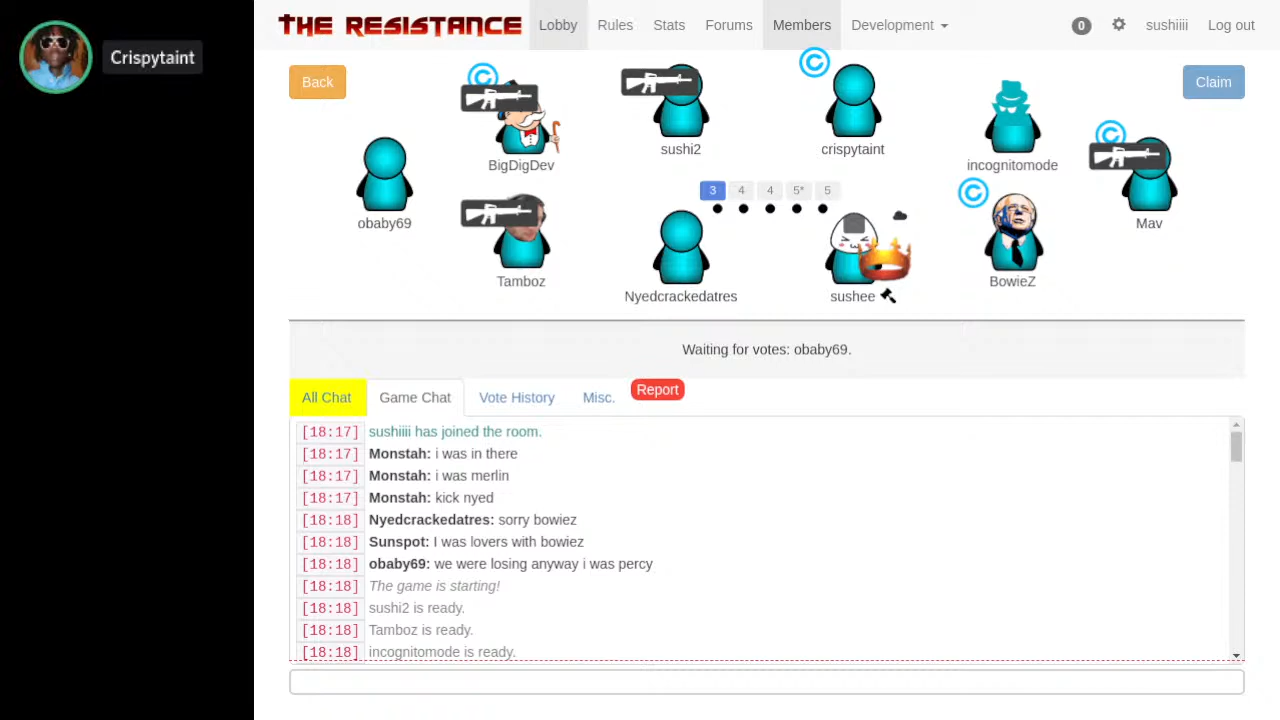 Crispytaint
THE RESISTANCE
Lobby Rules Stats Forums Members Development 0 sushiiii Log out
Back
Claim
BigDigDev
sushi2
crispytaint
incognitomode
obaby69
3 4 4 5* 5
Mav
Tamboz
Nyedcrackedatres
sushee
BowieZ
Waiting for votes: obaby69.
All Chat Game Chat Vote History Misc. Report
[18:17] sushiiii has joined the room.
[18:17] Monstah: i was in there
[18:17] Monstah: i was merlin
[18:17] Monstah: kick nyed
[18:18] Nyedcrackedatres: sorry bowiez
[18:18] Sunspot: I was lovers with bowiez
[18:18] obaby69: we were losing anyway i was percy
[18:18] The game is starting!
[18:18] sushi2 is ready.
[18:18] Tamboz is ready.
[18:18] incognitomode is ready.